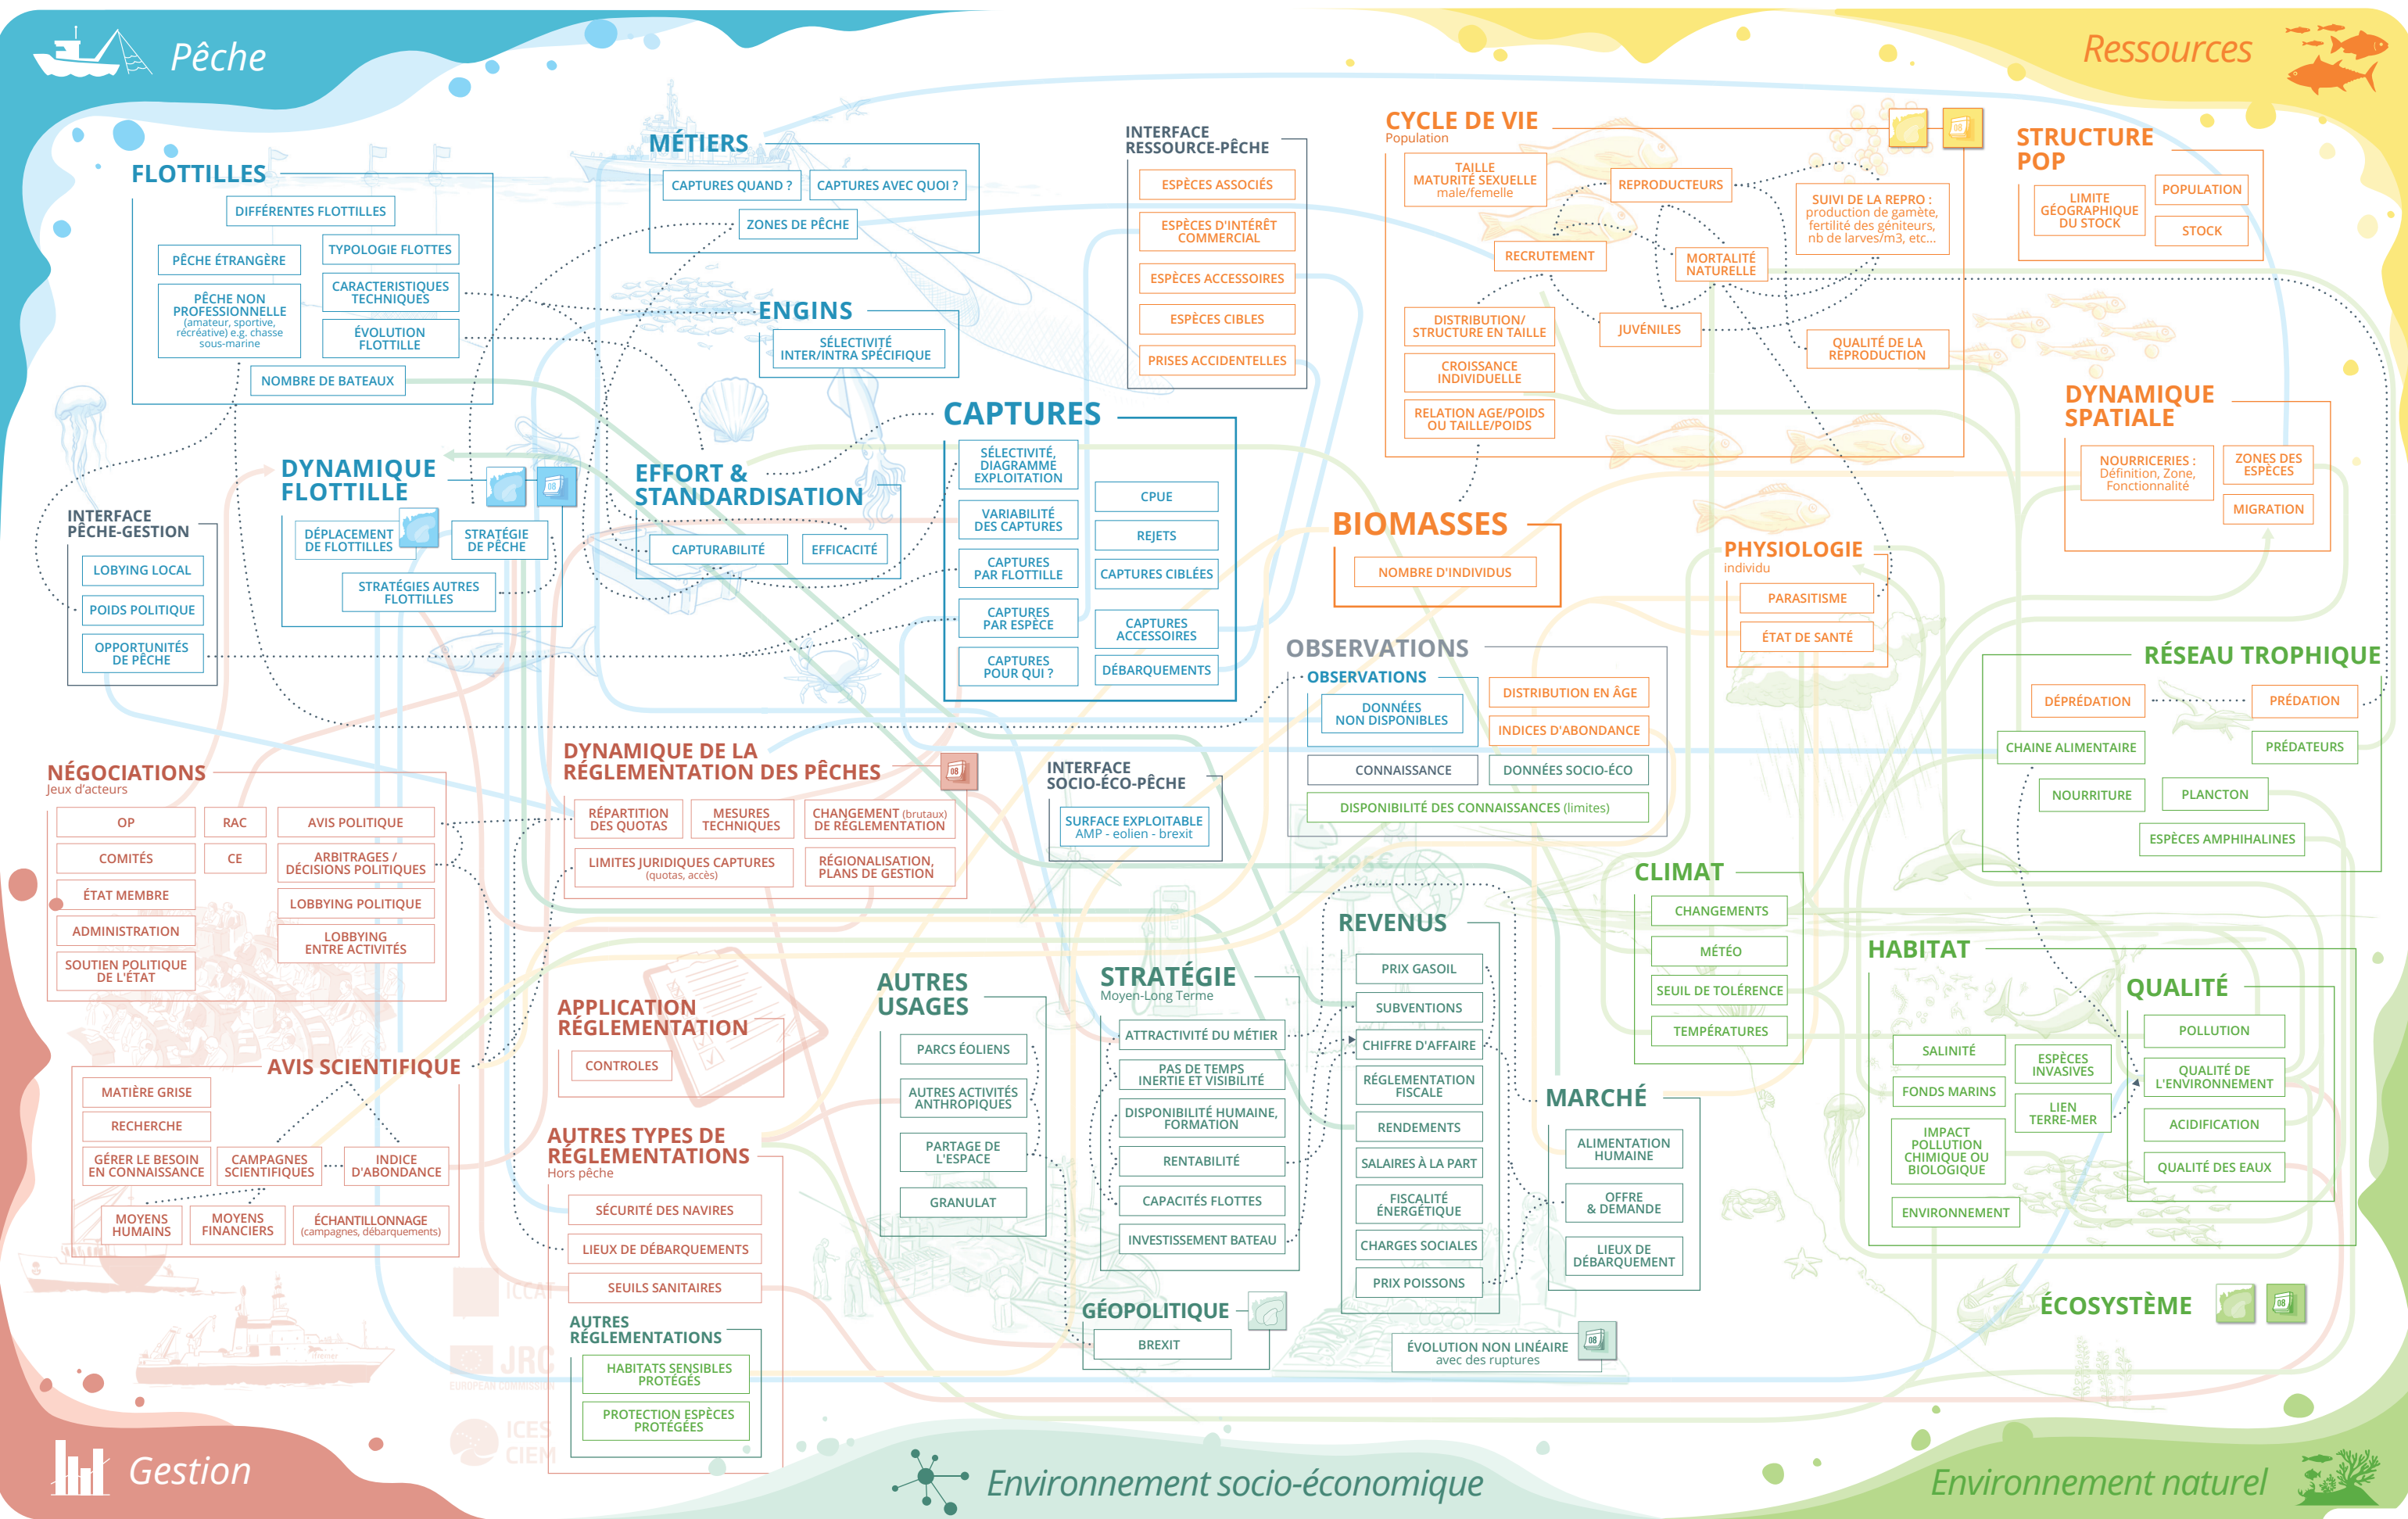 Pêche
Ressources
FLOTTILLES
DIFFÉRENTES FLOTTILLES
PÊCHE ÉTRANGÈRE
TYPOLOGIE FLOTTES
PÊCHE NON
PROFESSIONNELLE
(amateur, sportive,
récréative) e.g. chasse
sous-marine
CARACTERISTIQUES
TECHNIQUES
ÉVOLUTION
FLOTTILLE
NOMBRE DE BATEAUX
MÉTIERS
CAPTURES QUAND ?
CAPTURES AVEC QUOI ?
ZONES DE PÊCHE
ENGINS
SÉLECTIVITÉ
INTER/INTRA SPÉCIFIQUE
INTERFACE
RESSOURCE-PÊCHE
ESPÈCES ASSOCIÉS
ESPÈCES D'INTÉRÊT
COMMERCIAL
ESPÈCES ACCESSOIRES
ESPÈCES CIBLES
PRISES ACCIDENTELLES
CYCLE DE VIE
Population
08
TAILLE
MATURITÉ SEXUELLE
male/femelle
REPRODUCTEURS
SUIVI DE LA REPRO :
production de gamète,
fertilité des géniteurs,
nb de larves/m3, etc...
RECRUTEMENT
MORTALITÉ
NATURELLE
DISTRIBUTION/
STRUCTURE EN TAILLE
JUVÉNILES
QUALITÉ DE LA
REPRODUCTION
CROISSANCE
INDIVIDUELLE
RELATION AGE/POIDS
OU TAILLE/POIDS
STRUCTURE
POP
LIMITE
GÉOGRAPHIQUE
DU STOCK
POPULATION
STOCK
DYNAMIQUE
SPATIALE
NOURRICERIES :
Définition, Zone,
Fonctionnalité
ZONES DES
ESPÈCES
MIGRATION
INTERFACE
PÊCHE-GESTION
LOBYING LOCAL
POIDS POLITIQUE
OPPORTUNITÉS
DE PÊCHE
DYNAMIQUE
FLOTTILLE
08
DÉPLACEMENT
DE FLOTTILLES
STRATÉGIE
DE PÊCHE
STRATÉGIES AUTRES
FLOTTILLES
EFFORT &
STANDARDISATION
CAPTURABILITÉ
EFFICACITÉ
CAPTURES
SÉLECTIVITÉ,
DIAGRAMME
EXPLOITATION
VARIABILITÉ
DES CAPTURES
CAPTURES
PAR FLOTTILLE
CAPTURES
PAR ESPÈCE
CAPTURES
POUR QUI ?
CPUE
REJETS
CAPTURES CIBLÉES
CAPTURES
ACCESSOIRES
DÉBARQUEMENTS
BIOMASSES
NOMBRE D'INDIVIDUS
PHYSIOLOGIE
individu
PARASITISME
ÉTAT DE SANTÉ
OBSERVATIONS
OBSERVATIONS
DONNÉES
NON DISPONIBLES
DISTRIBUTION EN ÂGE
INDICES D'ABONDANCE
CONNAISSANCE
DONNÉES SOCIO-ÉCO
DISPONIBILITÉ DES CONNAISSANCES (limites)
13,05€
RÉSEAU TROPHIQUE
DÉPRÉDATION
PRÉDATION
CHAINE ALIMENTAIRE
PRÉDATEURS
NOURRITURE
PLANCTON
ESPÈCES AMPHIHALINES
NÉGOCIATIONS
Jeux d'acteurs
OP
RAC
AVIS POLITIQUE
COMITÉS
CE
ARBITRAGES /
DÉCISIONS POLITIQUES
ÉTAT MEMBRE
LOBBYING POLITIQUE
ADMINISTRATION
LOBBYING
ENTRE ACTIVITÉS
SOUTIEN POLITIQUE
DE L'ÉTAT
DYNAMIQUE DE LA
RÉGLEMENTATION DES PÊCHES
08
RÉPARTITION
DES QUOTAS
MESURES
TECHNIQUES
CHANGEMENT (brutaux)
DE RÉGLEMENTATION
LIMITES JURIDIQUES CAPTURES
(quotas, accès)
RÉGIONALISATION,
PLANS DE GESTION
INTERFACE
SOCIO-ÉCO-PÊCHE
SURFACE EXPLOITABLE
AMP - eolien - brexit
AVIS SCIENTIFIQUE
MATIÈRE GRISE
RECHERCHE
GÉRER LE BESOIN
EN CONNAISSANCE
CAMPAGNES
SCIENTIFIQUES
INDICE
D'ABONDANCE
MOYENS
HUMAINS
MOYENS
FINANCIERS
ÉCHANTILLONNAGE
(campagnes, débarquements)
APPLICATION
RÉGLEMENTATION
CONTROLES
AUTRES TYPES DE
RÉGLEMENTATIONS
Hors pêche
SÉCURITÉ DES NAVIRES
LIEUX DE DÉBARQUEMENTS
SEUILS SANITAIRES
AUTRES
RÉGLEMENTATIONS
HABITATS SENSIBLES
PROTÉGÉS
PROTECTION ESPÈCES
PROTÉGÉES
ICCAT
JRC
EUROPEAN COMMISSION
ICES
CIEM
AUTRES
USAGES
PARCS ÉOLIENS
AUTRES ACTIVITÉS
ANTHROPIQUES
PARTAGE DE
L'ESPACE
GRANULAT
STRATÉGIE
Moyen-Long Terme
ATTRACTIVITÉ DU MÉTIER
PAS DE TEMPS
INERTIE ET VISIBILITÉ
DISPONIBILITÉ HUMAINE,
FORMATION
RENTABILITÉ
CAPACITÉS FLOTTES
INVESTISSEMENT BATEAU
GÉOPOLITIQUE
BREXIT
REVENUS
PRIX GASOIL
SUBVENTIONS
CHIFFRE D'AFFAIRE
RÉGLEMENTATION
FISCALE
RENDEMENTS
SALAIRES À LA PART
FISCALITÉ
ÉNERGÉTIQUE
CHARGES SOCIALES
PRIX POISSONS
ÉVOLUTION NON LINÉAIRE
avec des ruptures
08
MARCHÉ
ALIMENTATION
HUMAINE
OFFRE
& DEMANDE
LIEUX DE
DÉBARQUEMENT
CLIMAT
CHANGEMENTS
MÉTÉO
SEUIL DE TOLÉRENCE
TEMPÉRATURES
HABITAT
SALINITÉ
FONDS MARINS
IMPACT
POLLUTION
CHIMIQUE OU
BIOLOGIQUE
ENVIRONNEMENT
ESPÈCES
INVASIVES
LIEN
TERRE-MER
QUALITÉ
POLLUTION
QUALITÉ DE
L'ENVIRONNEMENT
ACIDIFICATION
QUALITÉ DES EAUX
ÉCOSYSTÈME
08
Gestion
Environnement socio-économique
Environnement naturel